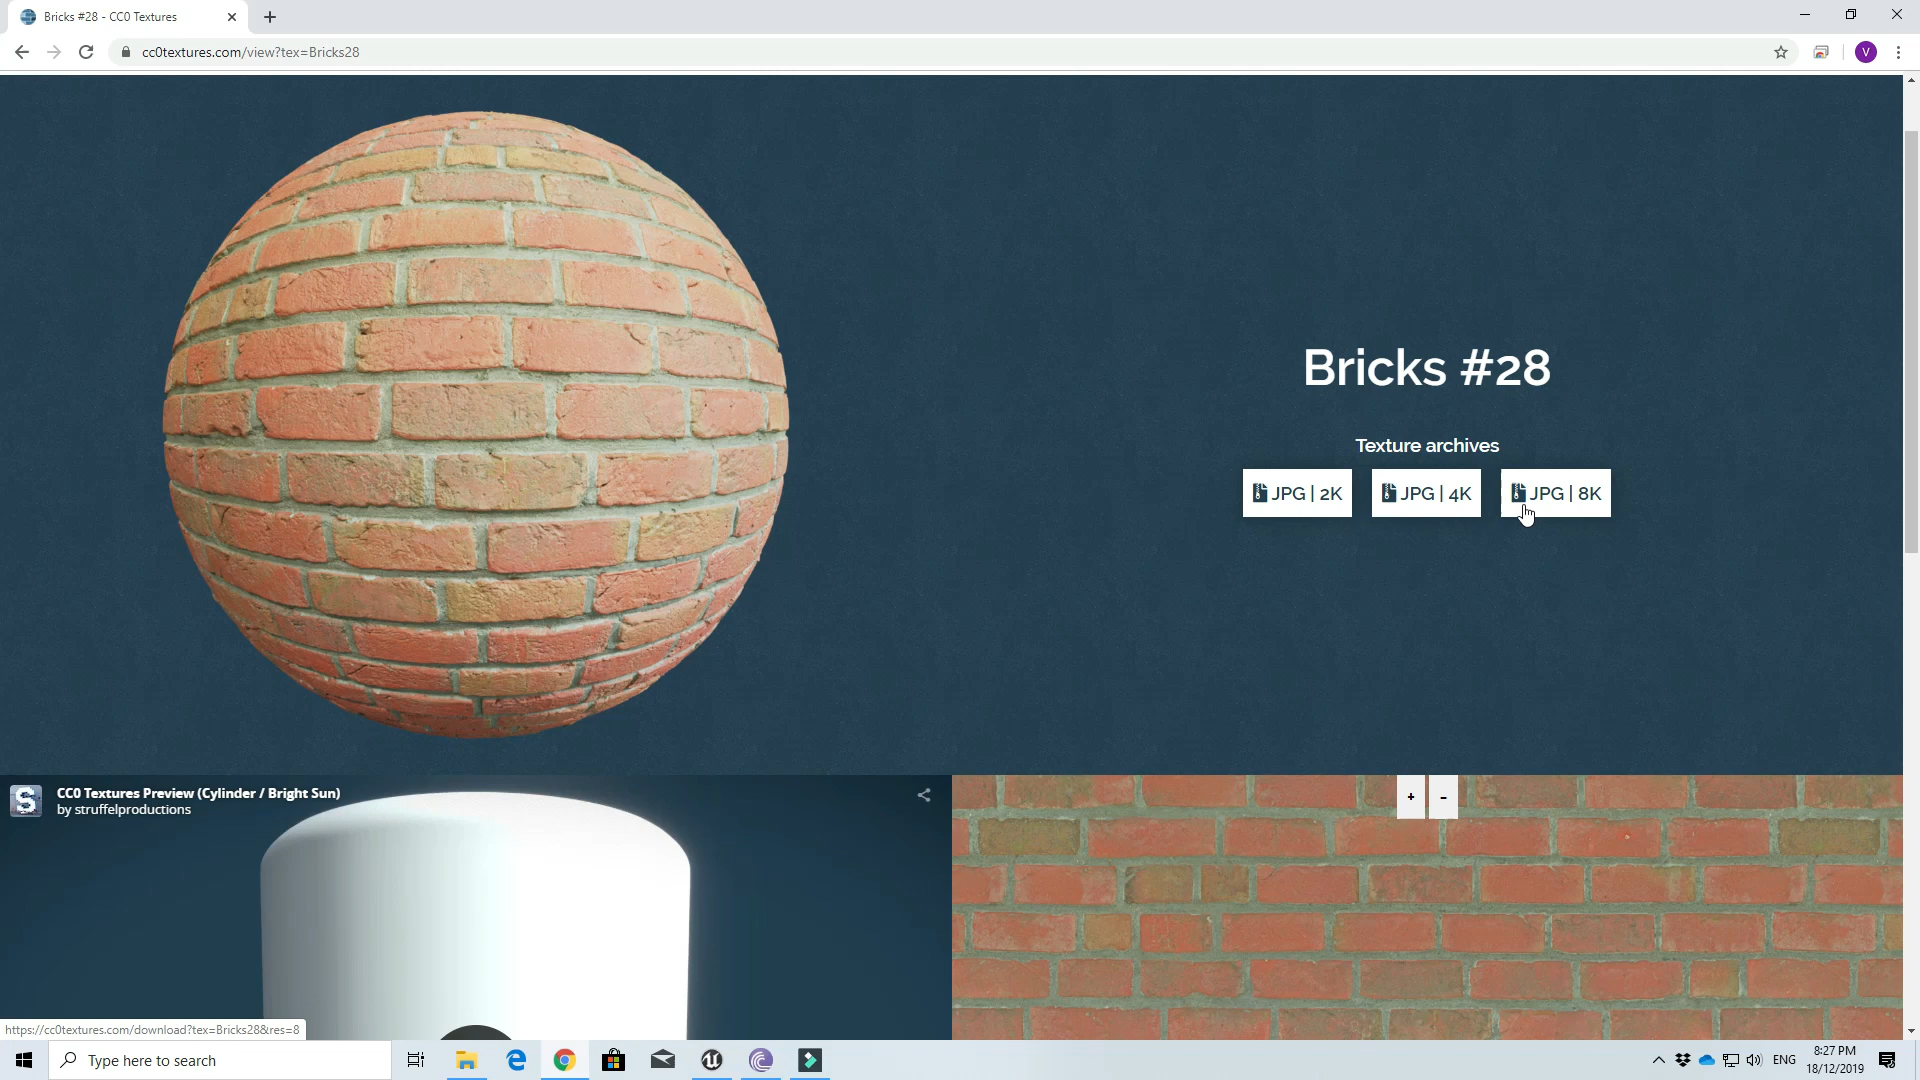 Bricks #28 - CC0 Textures
cc0textures.com/view?tex=Bricks28
V
Bricks #28
Texture archives
JPG | 2K
JPG | 4K
JPG | 8K
S
CC0 Textures Preview (Cylinder / Bright Sun)
by struffelproductions
+
-
https://cc0textures.com/download?tex=Bricks28&res=8
Type here to search
ENG
8:27 PM
18/12/2019